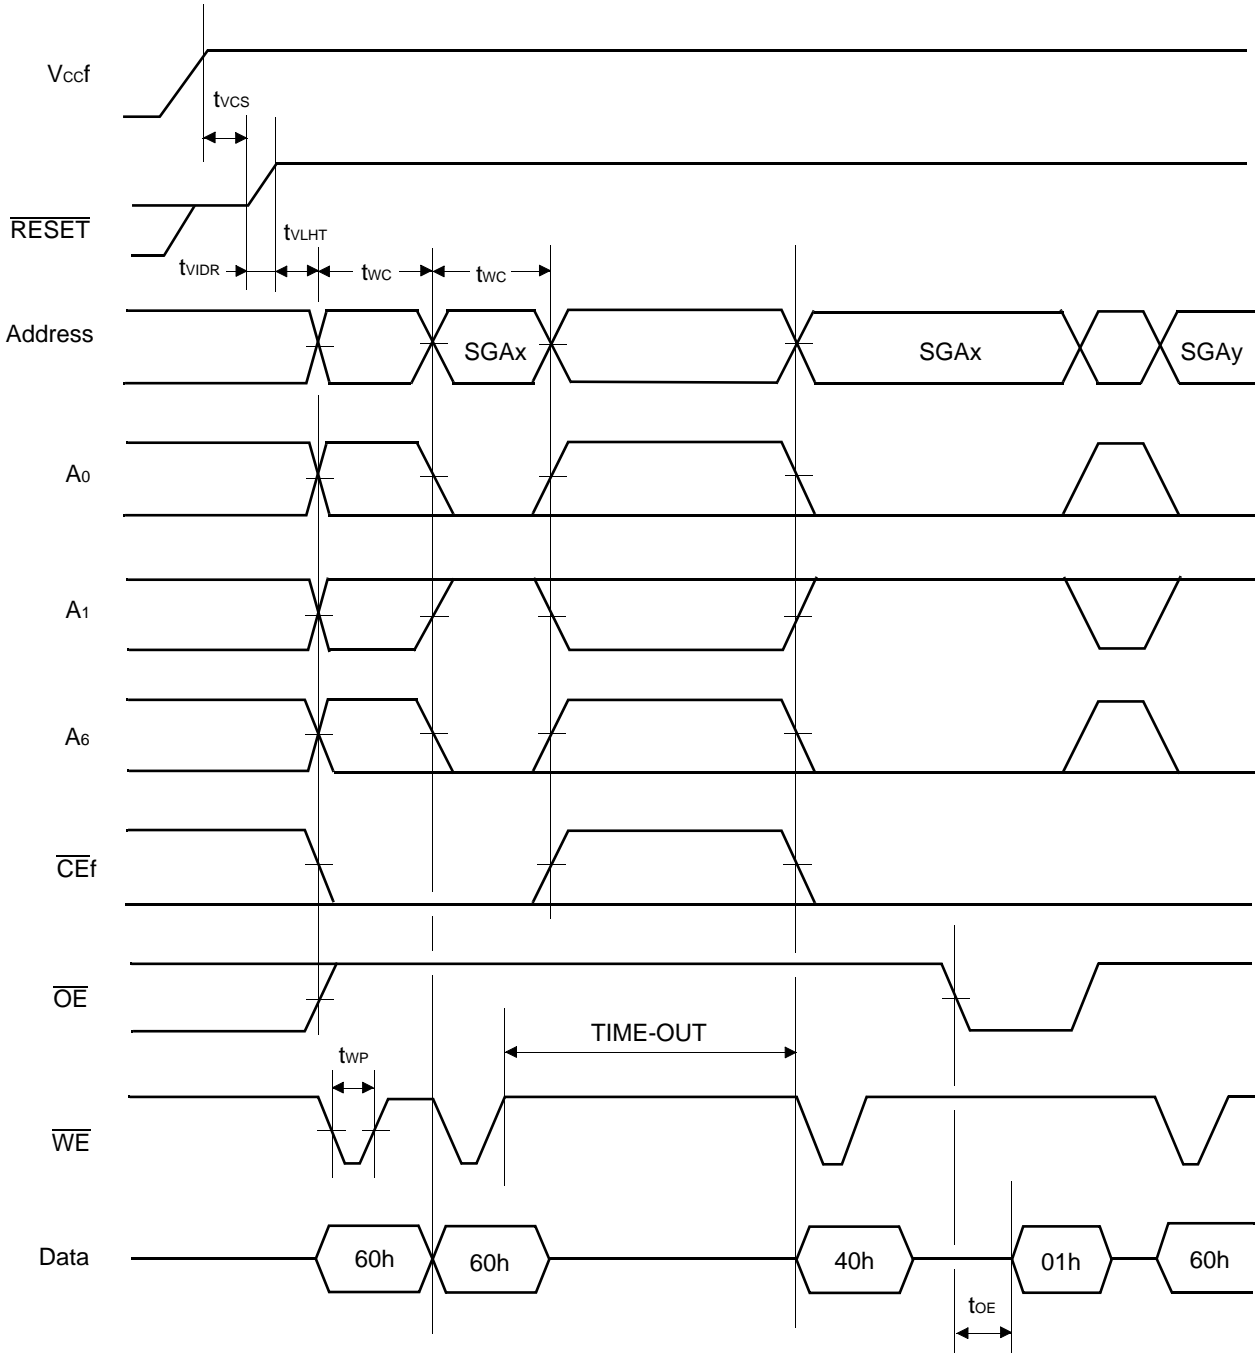 Vccf
tVCS
RESET
tVLHT
tVIDR
tWC
tWC
Address
SGAx
SGAx
SGAy
A0
A1
A6
CEf
OE
TIME-OUT
tWP
WE
Data
60h
60h
40h
01h
60h
tOE